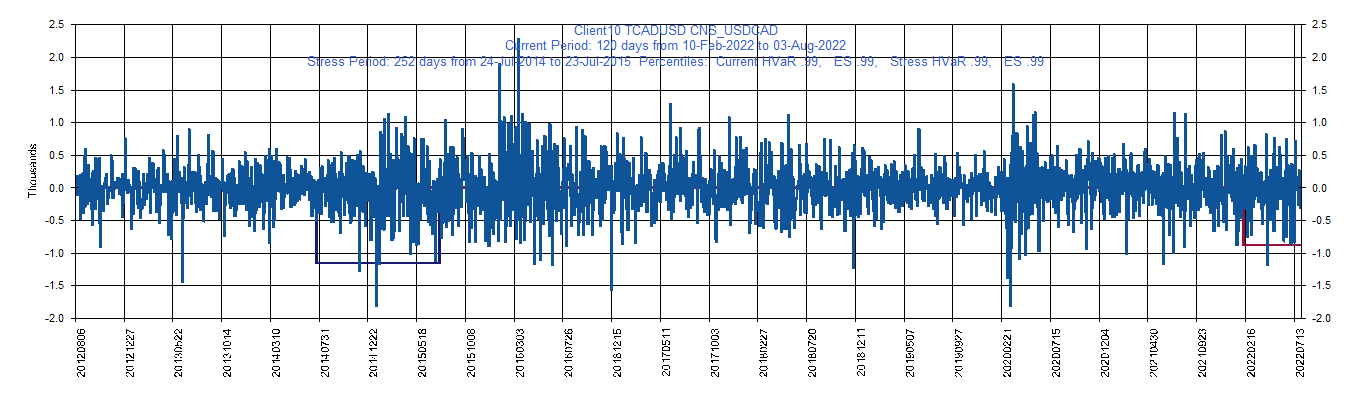 Client10 TCADUSD CNS_USDCAD
Current Period: 120 days from 10-Feb-2022 to 03-Aug-2022
Stress Period: 252 days from 24-Jul-2014 to 23-Jul-2015 Percentiles: Current HVaR .99, ES .99, Stress HVaR .99, ES .99
Thousands
2.5 2.5
2.0 2.0
1.5 1.5
1.0 1.0
0.5 0.5
0.0 0.0
-0.5 -0.5
-1.0 -1.0
-1.5 -1.5
-2.0 -2.0
20120806 20121227 20130522 20131014 20140310 20140731 20141222 20150518 20151008 20160303 20160726 20161215 20170511 20171003 20180227 20180720 20181211 20190507 20190927 20200221 20200715 20201204 20210430 20210923 20220216 20220713